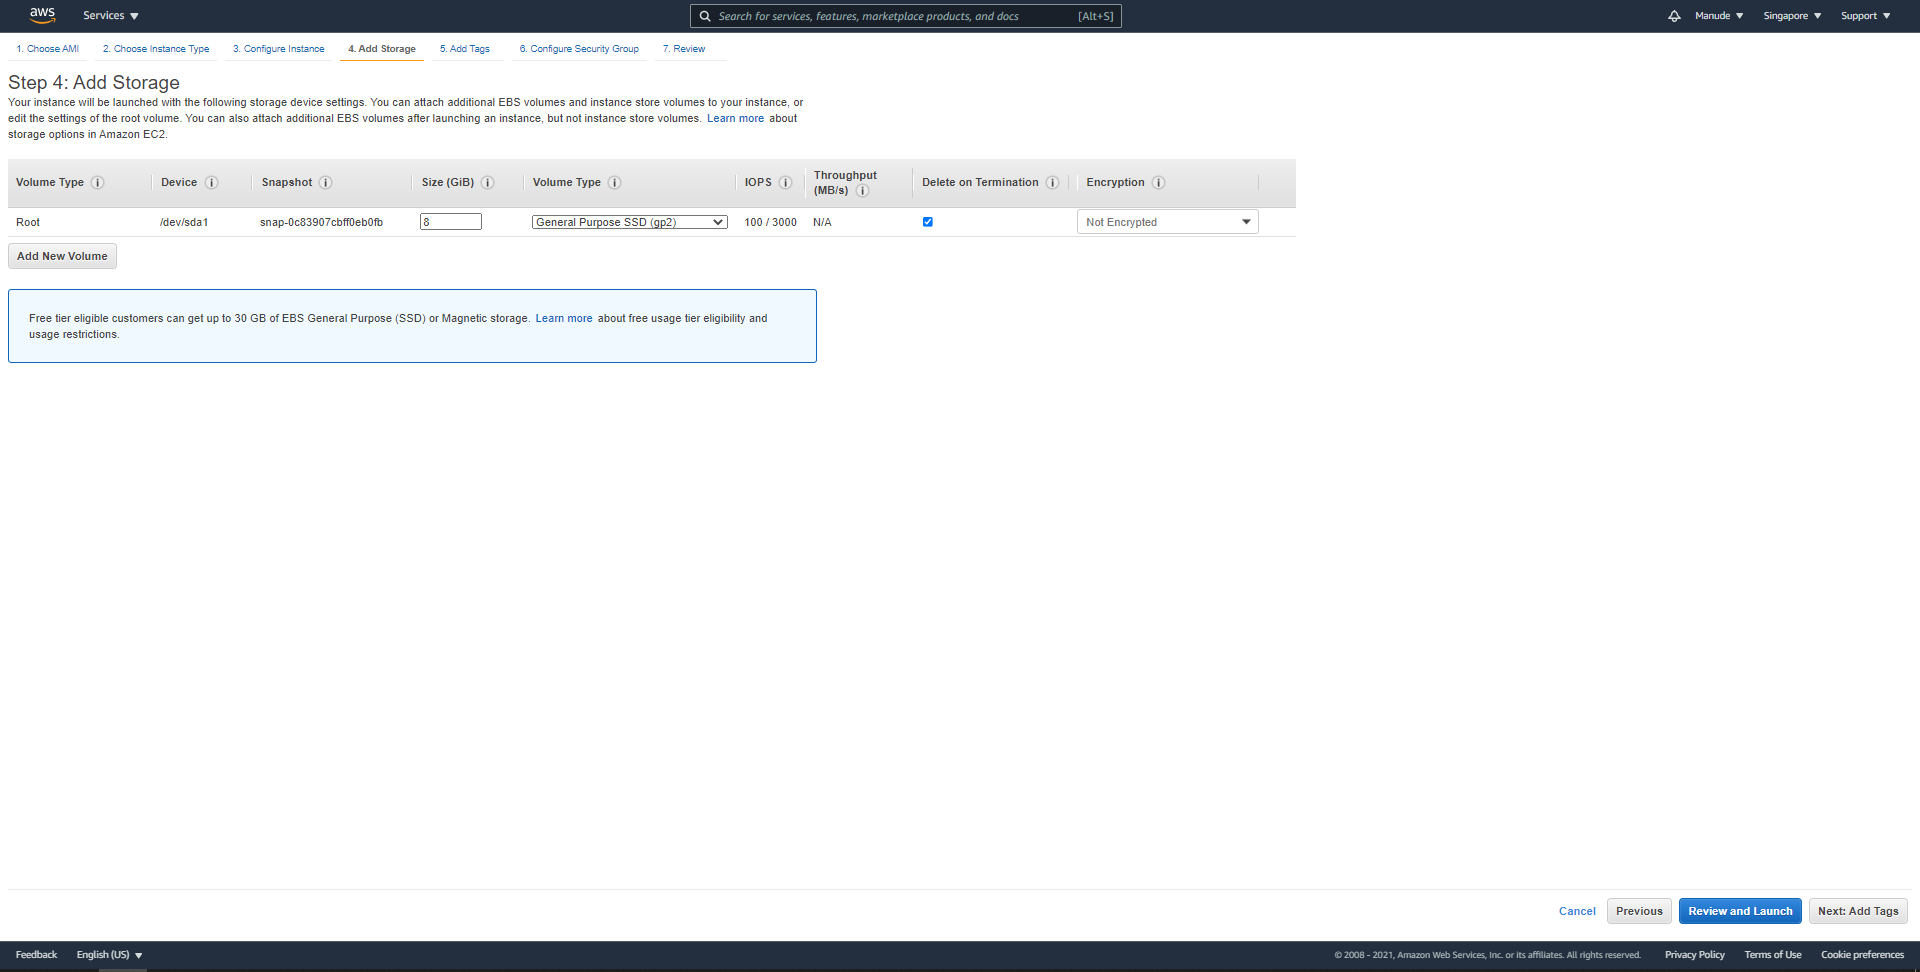 aws Services Search for services, features, marketplace products, and docs [Alt+S] Manude Singapore Support
1. Choose AMI 2. Choose Instance Type 3. Configure Instance 4. Add Storage 5. Add Tags 6. Configure Security Group 7. Review
Step 4: Add Storage
Your instance will be launched with the following storage device settings. You can attach additional EBS volumes and instance store volumes to your instance, or
edit the settings of the root volume. You can also attach additional EBS volumes after launching an instance, but not instance store volumes. Learn more about
storage options in Amazon EC2.
Volume Type Device Snapshot Size (GiB) Volume Type IOPS Throughput (MB/s) Delete on Termination Encryption
Root /dev/sda1 snap-0c83907cbff0eb0fb 8 General Purpose SSD (gp2) 100 / 3000 N/A Not Encrypted
Add New Volume
Free tier eligible customers can get up to 30 GB of EBS General Purpose (SSD) or Magnetic storage. Learn more about free usage tier eligibility and
usage restrictions.
Cancel Previous Review and Launch Next: Add Tags
Feedback English (US) © 2008 - 2021, Amazon Web Services, Inc. or its affiliates. All rights reserved. Privacy Policy Terms of Use Cookie preferences